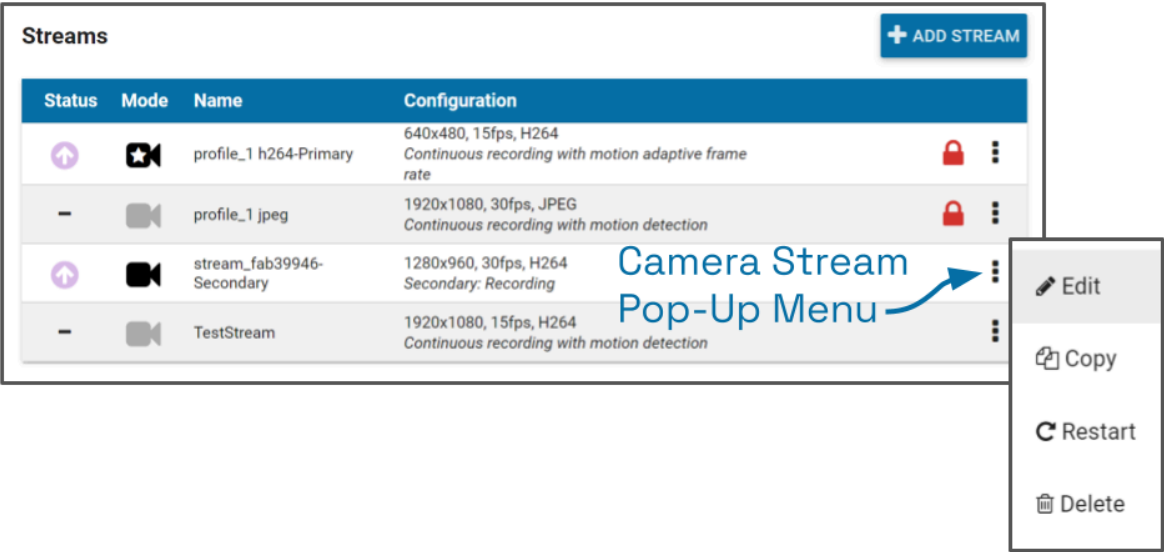 Streams
ADD STREAM
Status Mode Name Configuration
profile_1 h264-Primary
640x480, 15fps, H264
Continuous recording with motion adaptive frame
rate
profile_1 jpeg
1920x1080, 30fps, JPEG
Continuous recording with motion detection
stream_fab39946-
Secondary
1280x960, 30fps, H264
Secondary: Recording
TestStream
1920x1080, 15fps, H264
Continuous recording with motion detection
Camera Stream
Pop-Up Menu
Edit
Copy
Restart
Delete